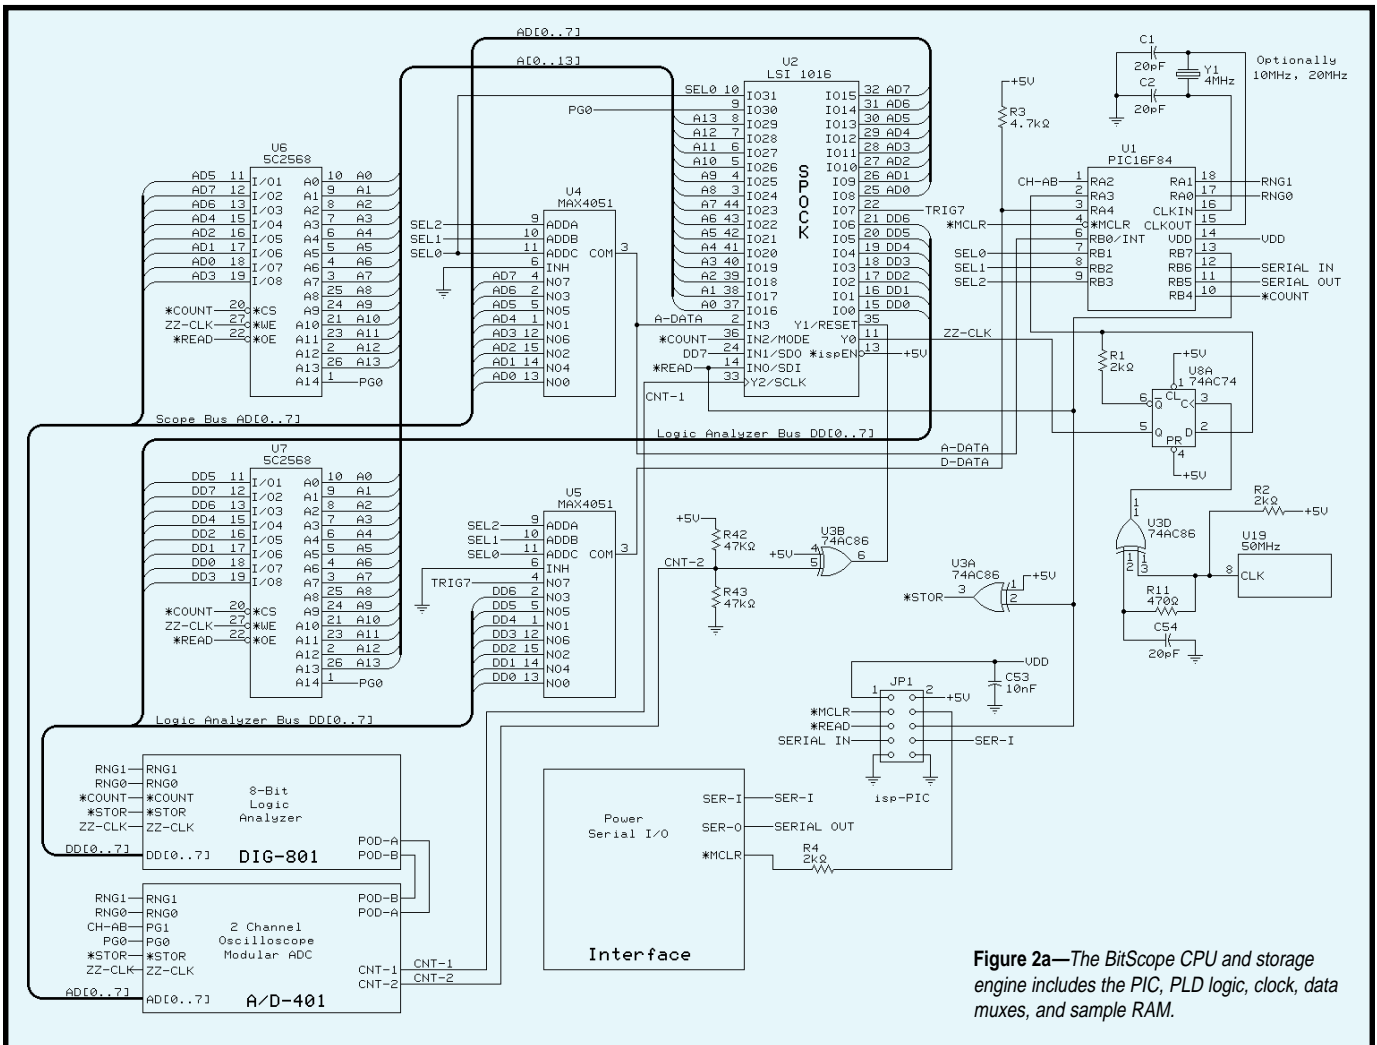 AD[0..7]
A[0..13]
U2
LSI 1016
SEL0 10 IO31 IO15 32 AD7
PG0 9 IO30 IO14 31 AD6
A13 8 IO29 IO13 30 AD5
A12 7 IO28 IO12 29 AD4
A11 6 IO27 IO11 28 AD3
A10 5 IO26 IO10 27 AD2
A9 4 IO25 IO9 26 AD1
A8 3 IO24 IO8 25 AD0
A7 44 IO23 IO7 22 TRIG7
A6 43 IO22 IO6 21 DD6
A5 42 IO21 IO5 20 DD5
A4 41 IO20 IO4 19 DD4
A3 40 IO19 IO3 18 DD3
A2 39 IO18 IO2 17 DD2
A1 38 IO17 IO1 16 DD1
A0 37 IO16 IO0 15 DD0
A-DATA 2 IN3 Y1/RESET 35
*COUNT 36 IN2/MODE Y0 11 ZZ-CLK
DD7 24 IN1/SDO *ispEN 13 +5V
*READ 14 IN0/SDI
33 Y2/SCLK
CNT-1
SPOCK
C1
20pF
C2
20pF
Y1
4MHz
Optionally
10MHz, 20MHz
+5V
R3
4.7kΩ
U1
PIC16F84
CH-AB 1 RA2 RA1 18 RNG1
2 RA3 RA0 17 RNG0
3 RA4 CLKIN 16
*MCLR 4 *MCLR CLKOUT 15
6 RB0/INT VDD 14 VDD
SEL0 7 RB1 RB7 13
SEL1 8 RB2 RB6 12 SERIAL IN
SEL2 9 RB3 RB5 11 SERIAL OUT
RB4 10 *COUNT
U6
5C2568
AD5 11 I/O1 A0 10 A0
AD7 12 I/O2 A1 9 A1
AD6 13 I/O3 A2 8 A2
AD4 15 I/O4 A3 7 A3
AD2 16 I/O5 A4 6 A4
AD1 17 I/O6 A5 5 A5
AD0 18 I/O7 A6 4 A6
AD3 19 I/O8 A7 3 A7
A8 25 A8
*COUNT 20 *CS A9 24 A9
ZZ-CLK 27 *WE A10 21 A10
*READ 22 *OE A11 23 A11
A12 2 A12
A13 26 A13
A14 1 PG0
U4
MAX4051
SEL2 9 ADDA
SEL1 10 ADDB
SEL0 11 ADDC COM 3
6 INH
AD7 4 NO7
AD6 2 NO3
AD5 5 NO5
AD4 1 NO1
AD3 12 NO6
AD2 15 NO2
AD1 14 NO4
AD0 13 NO0
R1
2kΩ
+5V
U8A
74AC74
1 CL
6 Q CK 3
5 Q D 2
PR
4
+5V
Scope Bus AD[0..7]
Logic Analyzer Bus DD[0..7]
A-DATA
D-DATA
U7
5C2568
DD5 11 I/O1 A0 10 A0
DD7 12 I/O2 A1 9 A1
DD6 13 I/O3 A2 8 A2
DD4 15 I/O4 A3 7 A3
DD2 16 I/O5 A4 6 A4
DD1 17 I/O6 A5 5 A5
DD0 18 I/O7 A6 4 A6
DD3 19 I/O8 A7 3 A7
A8 25 A8
*COUNT 20 *CS A9 24 A9
ZZ-CLK 27 *WE A10 21 A10
*READ 22 *OE A11 23 A11
A12 2 A12
A13 26 A13
A14 1 PG0
U5
MAX4051
SEL2 9 ADDA
SEL1 10 ADDB
SEL0 11 ADDC COM 3
6 INH
TRIG7 4 NO7
DD6 2 NO3
DD5 5 NO5
DD4 1 NO1
DD3 12 NO6
DD2 15 NO2
DD1 14 NO4
DD0 13 NO0
+5V
R42
47KΩ
CNT-2
R43
47kΩ
U3B
74AC86
+5V 4
5 6
U3A
74AC86
*STOR 3 1 +5V
2
U3D
74AC86
11
12
13
R2
2kΩ
+5V
U19
50MHz
8 CLK
R11
470Ω
C54
20pF
VDD
C53
10nF
JP1
1 2 +5V
*MCLR
*READ
SERIAL IN SER-I
isp-PIC
Logic Analyzer Bus DD[0..7]
RNG1 RNG1
RNG0 RNG0
*COUNT *COUNT
*STOR *STOR
ZZ-CLK ZZ-CLK
DD[0..7] DD[0..7]
8-Bit
Logic
Analyzer
DIG-801
POD-A
POD-B
RNG1 RNG1
RNG0 RNG0
CH-AB PG1
PG0 PG0
*STOR *STOR
ZZ-CLK ZZ-CLK
AD[0..7] AD[0..7]
2 Channel
Oscilloscope
Modular ADC
A/D-401
POD-B
POD-A
CNT-1 CNT-1
CNT-2 CNT-2
Power
Serial I/O
SER-I SER-I
SER-O SERIAL OUT
*MCLR
R4
2kΩ
Interface
Figure 2a—The BitScope CPU and storage
engine includes the PIC, PLD logic, clock, data
muxes, and sample RAM.